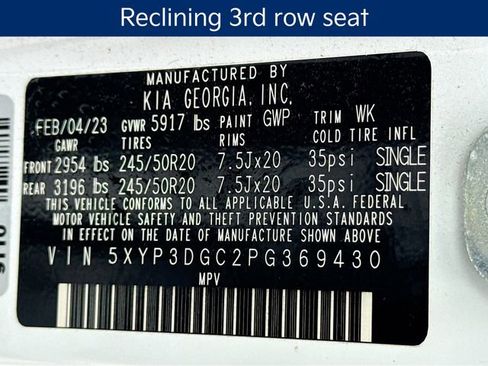 Reclining 3rd row seat
MANUFACTURED BY
KIA GEORGIA, INC.
FEB/04/23 GVWR 5917 lbs PAINT GWP TRIM WK
GAWR TIRES RIMS COLD TIRE INFL
FRONT 2954 lbs 245/50R20 7.5Jx20 35psi SINGLE
REAR 3196 lbs 245/50R20 7.5Jx20 35psi SINGLE
THIS VEHICLE CONFORMS TO ALL APPLICABLE U.S.A. FEDERAL
MOTOR VEHICLE SAFETY AND THEFT PREVENTION STANDARDS
IN EFFECT ON THE DATE OF MANUFACTURE SHOWN ABOVE.
VIN 5XYP3DGC2PG369430
MPV